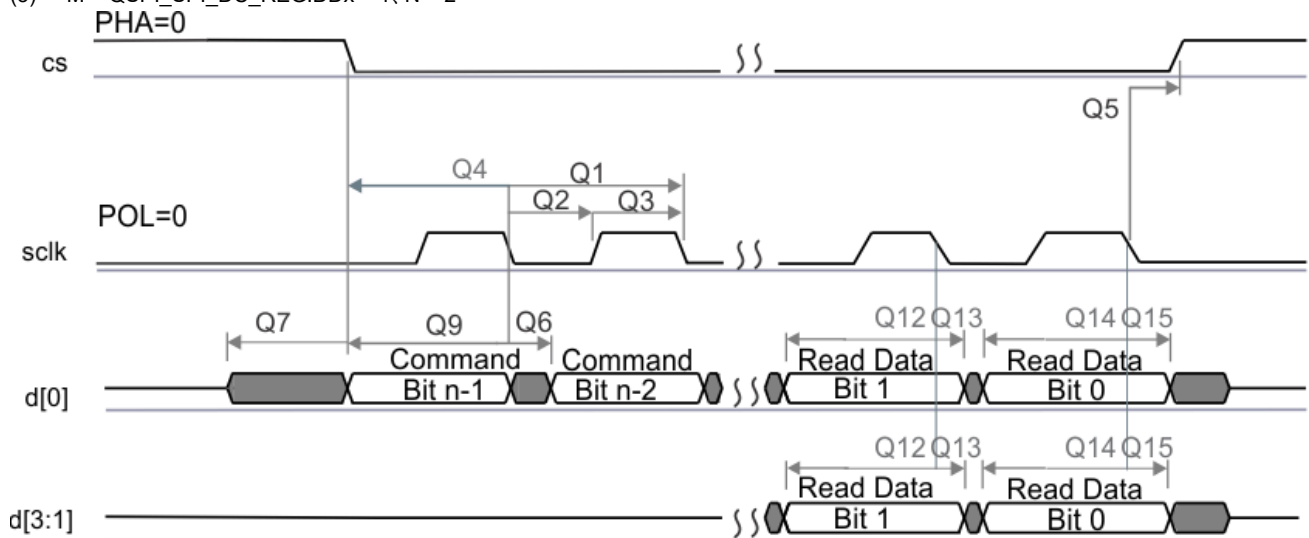 PHA=0
cs
Q5
Q4 Q1
Q2 Q3
POL=0
sclk
Q7 Q9 Q6 Q12 Q13 Q14 Q15
Command Command Read Data Read Data
d[0] Bit n-1 Bit n-2 Bit 1 Bit 0
Q12 Q13 Q14 Q15
Read Data Read Data
d[3:1] Bit 1 Bit 0